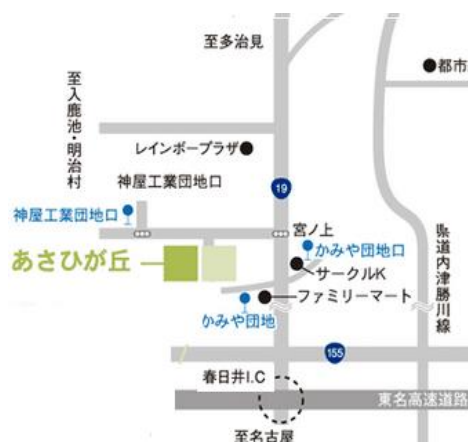 至多治見
都市
至入鹿池・明治村
レインボープラザ
神屋工業団地口
19
神屋工業団地口
宮ノ上
かみや団地口
県道内津勝川線
あさひが丘
サークルK
ファミリーマート
かみや団地
155
春日井I.C
東名高速道路
至名古屋